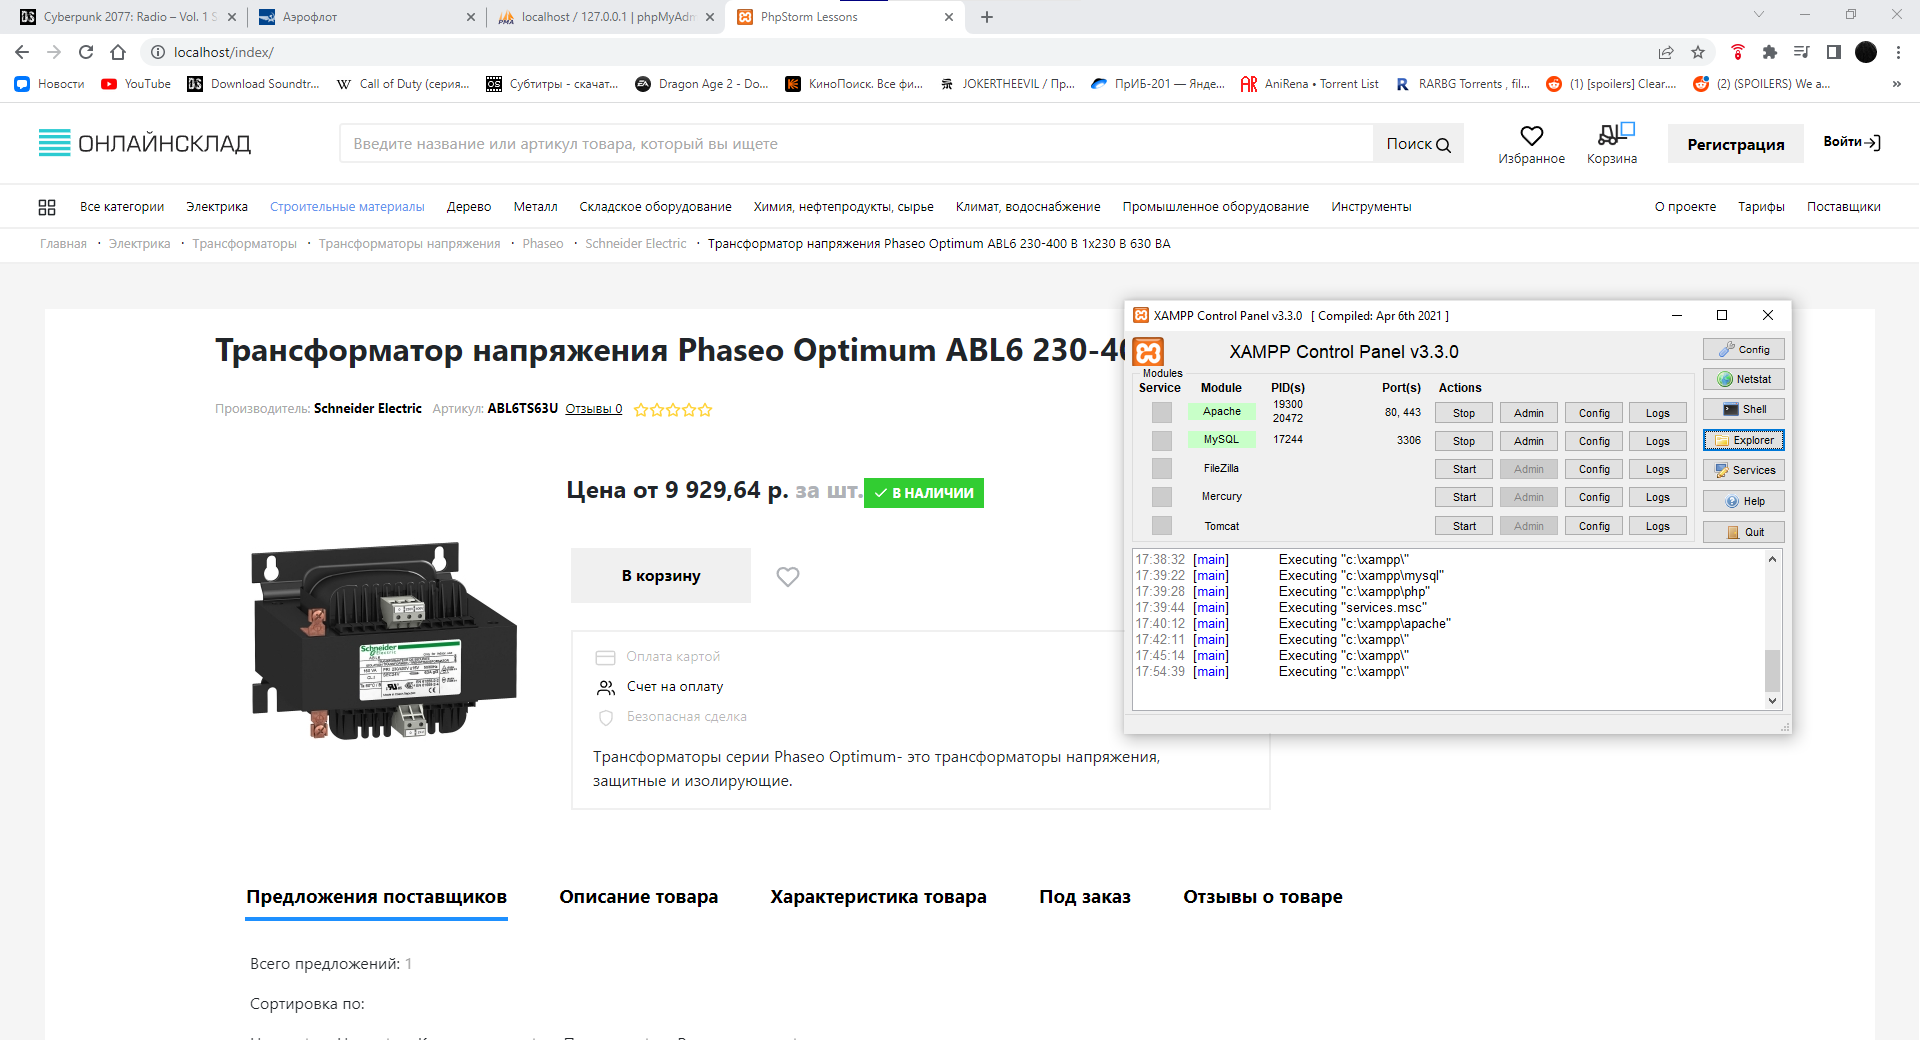 Cyberpunk 2077: Radio – Vol. 1 S
Аэрофлот
localhost / 127.0.0.1 | phpMyAdm
PhpStorm Lessons
localhost/index/
Новости
YouTube
Download Soundtr...
Call of Duty (серия...
Субтитры - скачат...
Dragon Age 2 - Do...
КиноПоиск. Все фи...
JOKERTHEEVIL / Пр...
ПрИБ-201 — Янде...
AniRena • Torrent List
RARBG Torrents , fil...
(1) [spoilers] Clear....
(2) (SPOILERS) We a...
»
ОНЛАЙНСКЛАД
Введите название или артикул товара, который вы ищете
Поиск
Избранное
Корзина
Регистрация
Войти
Все категории
Электрика
Строительные материалы
Дерево
Металл
Складское оборудование
Химия, нефтепродукты, сырье
Климат, водоснабжение
Промышленное оборудование
Инструменты
О проекте
Тарифы
Поставщики
Главная · Электрика · Трансформаторы · Трансформаторы напряжения · Phaseo · Schneider Electric · Трансформатор напряжения Phaseo Optimum ABL6 230-400 В 1x230 В 630 ВА
Трансформатор напряжения Phaseo Optimum ABL6 230-40
Производитель: Schneider Electric Артикул: ABL6TS63U Отзывы 0
Цена от 9 929,64 р. за шт.
В НАЛИЧИИ
Schneider
Electric
В корзину
Оплата картой
Счет на оплату
Безопасная сделка
Трансформаторы серии Phaseo Optimum- это трансформаторы напряжения,
защитные и изолирующие.
XAMPP Control Panel v3.3.0 [ Compiled: Apr 6th 2021 ]
XAMPP Control Panel v3.3.0
Modules
Service Module PID(s) Port(s) Actions
Apache 19300 20472 80, 443 Stop Admin Config Logs
MySQL 17244 3306 Stop Admin Config Logs
FileZilla Start Admin Config Logs
Mercury Start Admin Config Logs
Tomcat Start Admin Config Logs
Config
Netstat
Shell
Explorer
Services
Help
Quit
17:38:32 [main] Executing "c:\xampp\"
17:39:22 [main] Executing "c:\xampp\mysql"
17:39:28 [main] Executing "c:\xampp\php"
17:39:44 [main] Executing "services.msc"
17:40:12 [main] Executing "c:\xampp\apache"
17:42:11 [main] Executing "c:\xampp\"
17:45:14 [main] Executing "c:\xampp\"
17:54:39 [main] Executing "c:\xampp\"
Предложения поставщиков
Описание товара
Характеристика товара
Под заказ
Отзывы о товаре
Всего предложений: 1
Сортировка по: